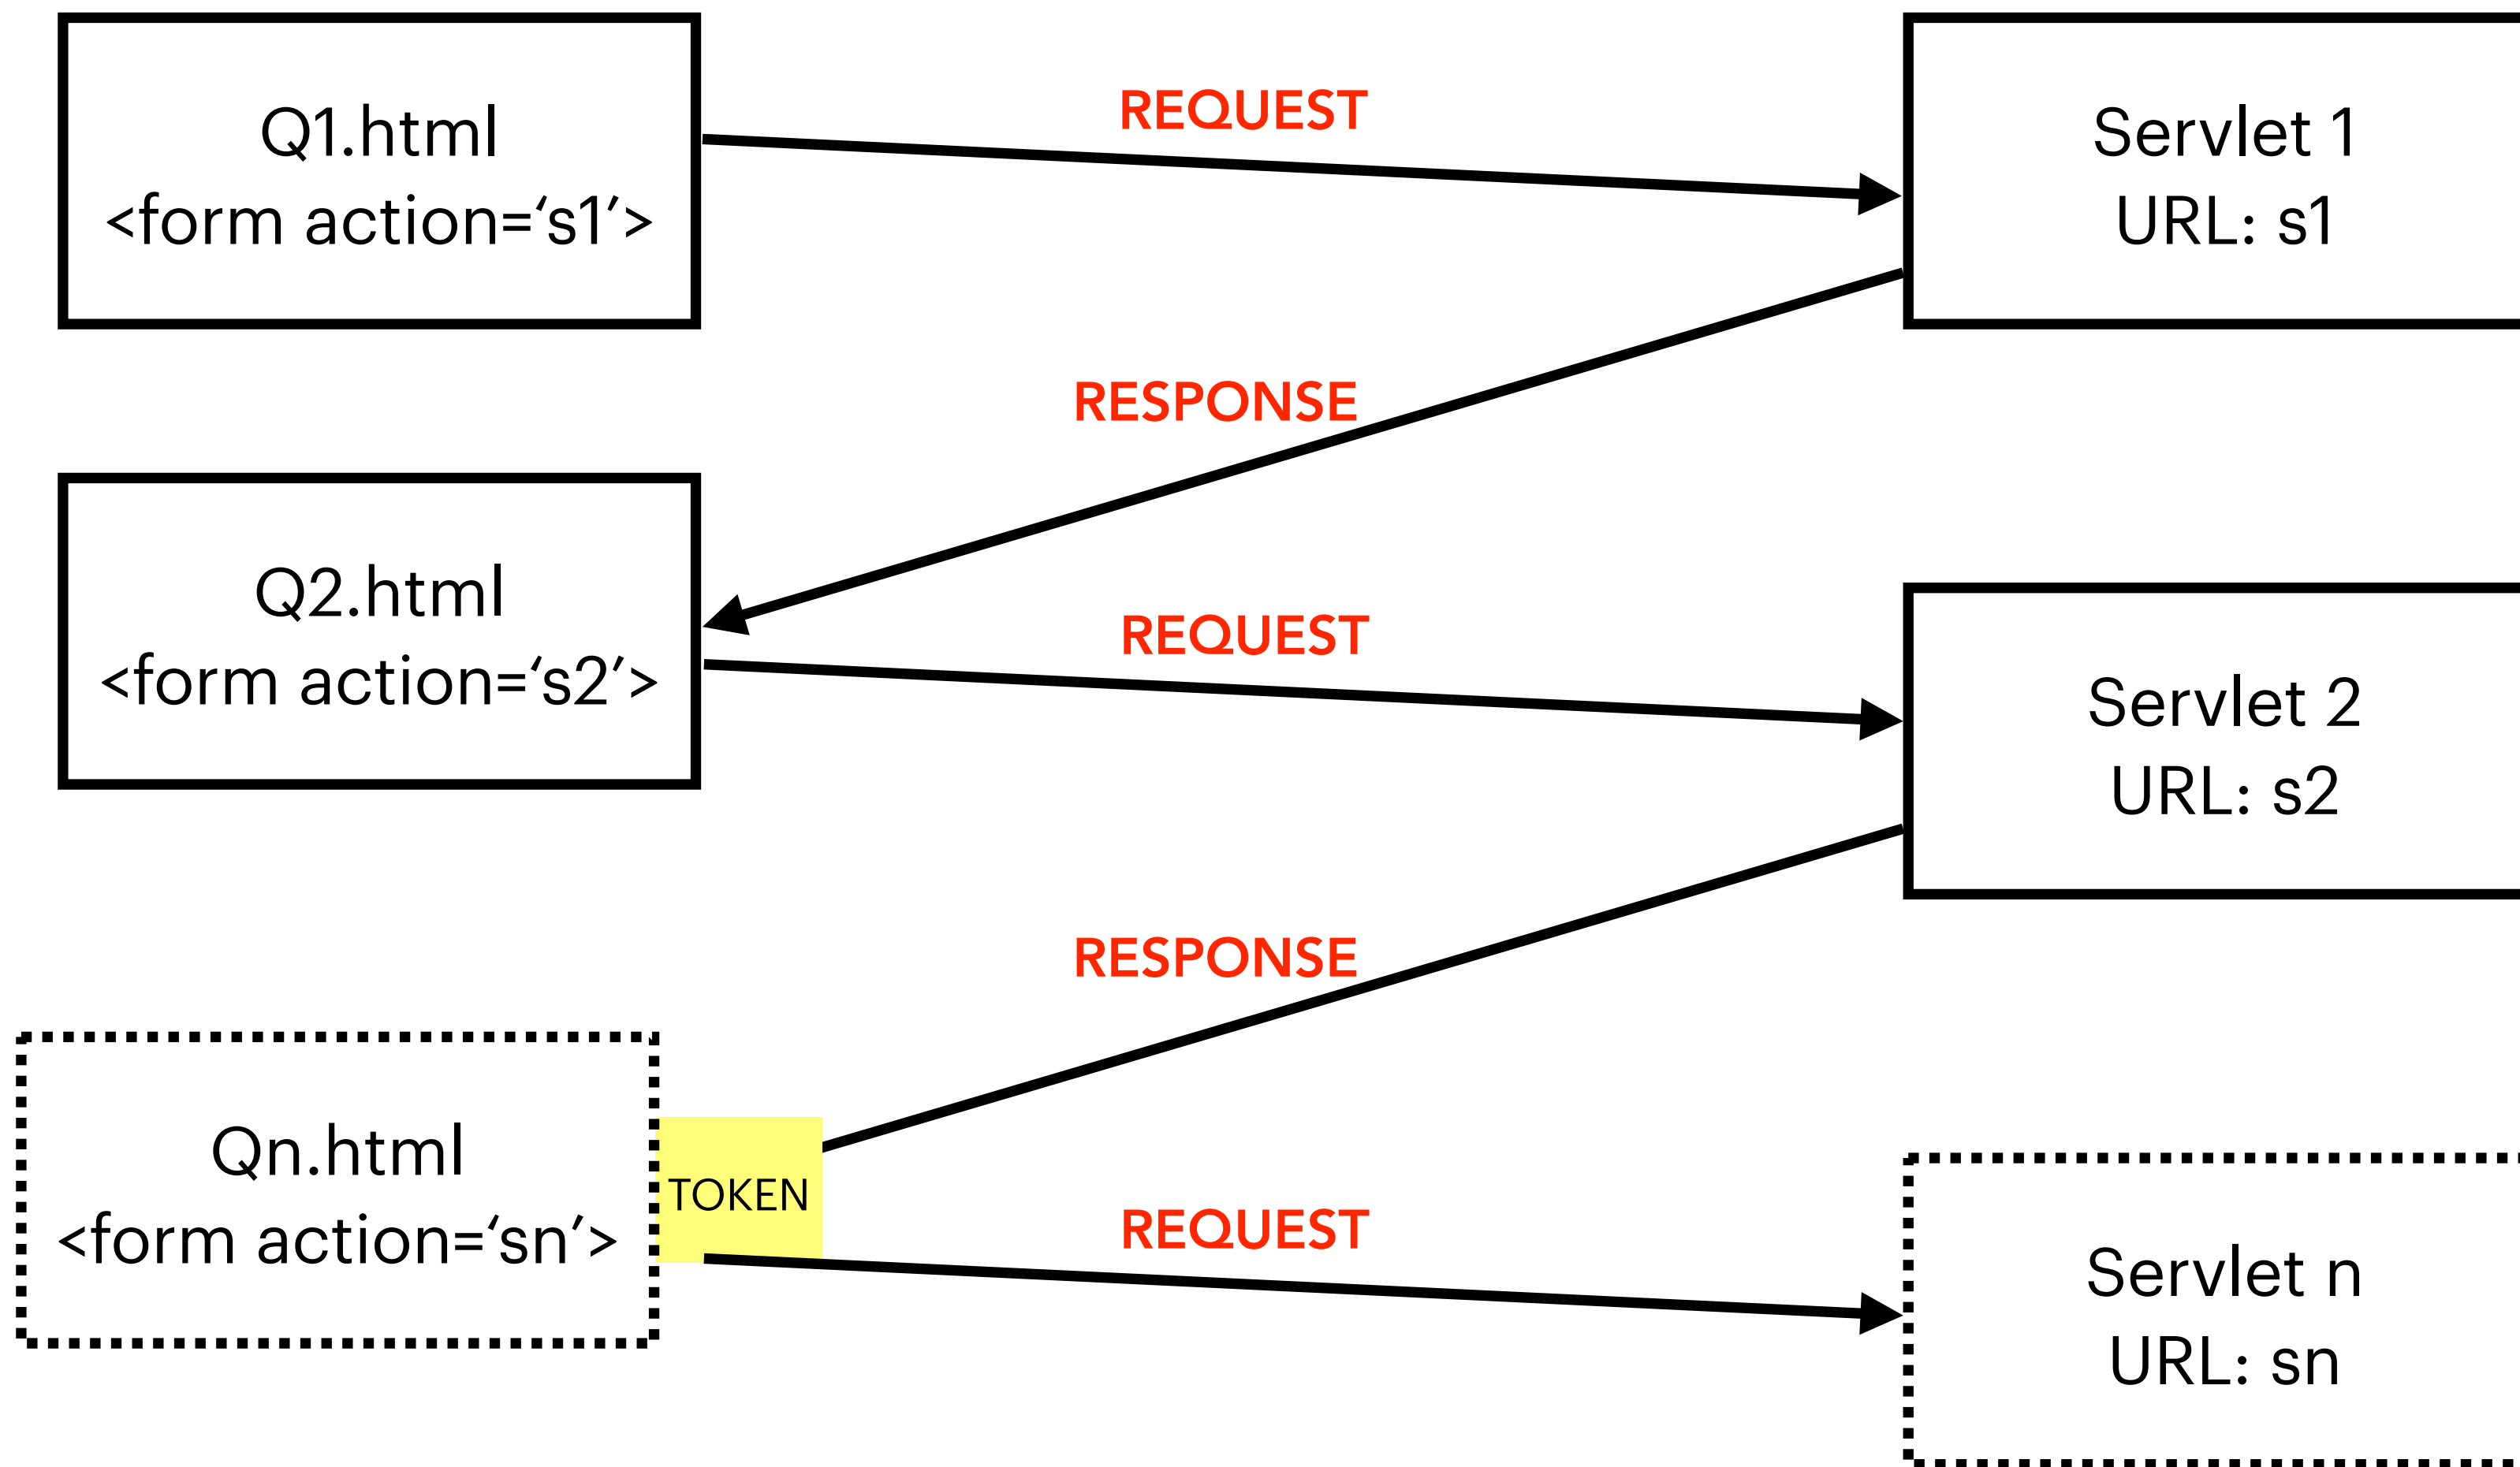 Q1.html
<form action=‘s1’>
REQUEST
Servlet 1
URL: s1
RESPONSE
Q2.html
<form action=‘s2’>
REQUEST
Servlet 2
URL: s2
RESPONSE
Qn.html
<form action=‘sn’>
TOKEN
REQUEST
Servlet n
URL: sn